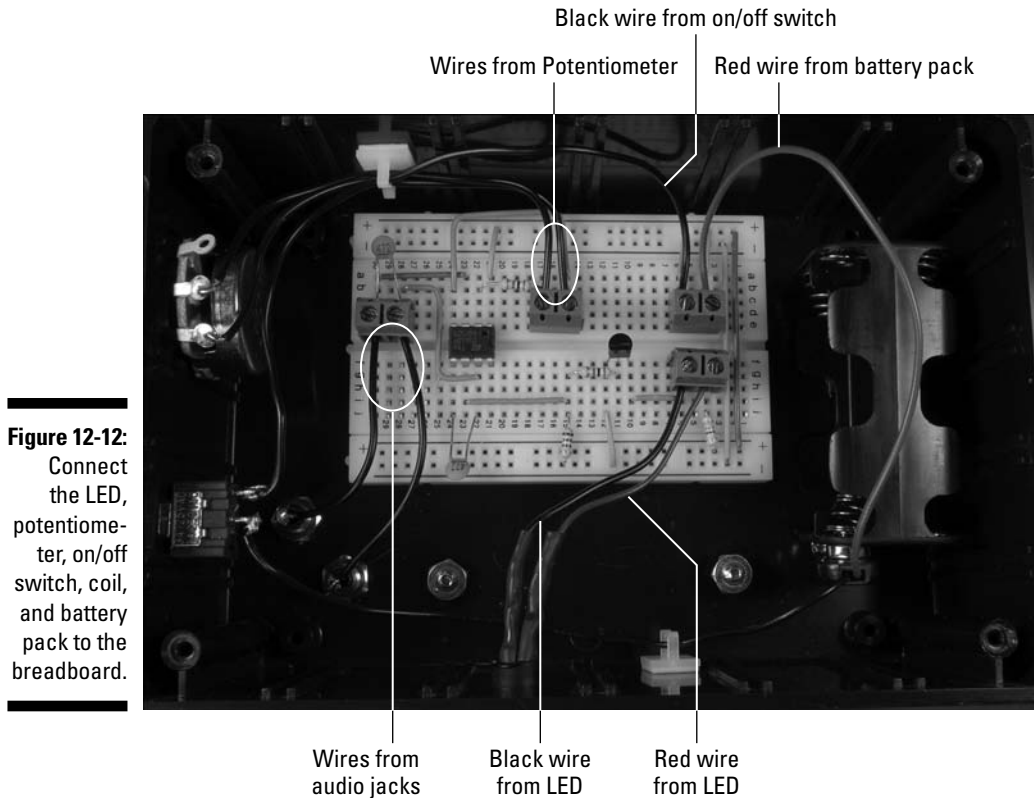 Black wire from on/off switch
Wires from Potentiometer
Red wire from battery pack
Figure 12-12:
Connect
the LED,
potentiome-
ter, on/off
switch, coil,
and battery
pack to the
breadboard.
Wires from
audio jacks
Black wire
from LED
Red wire
from LED